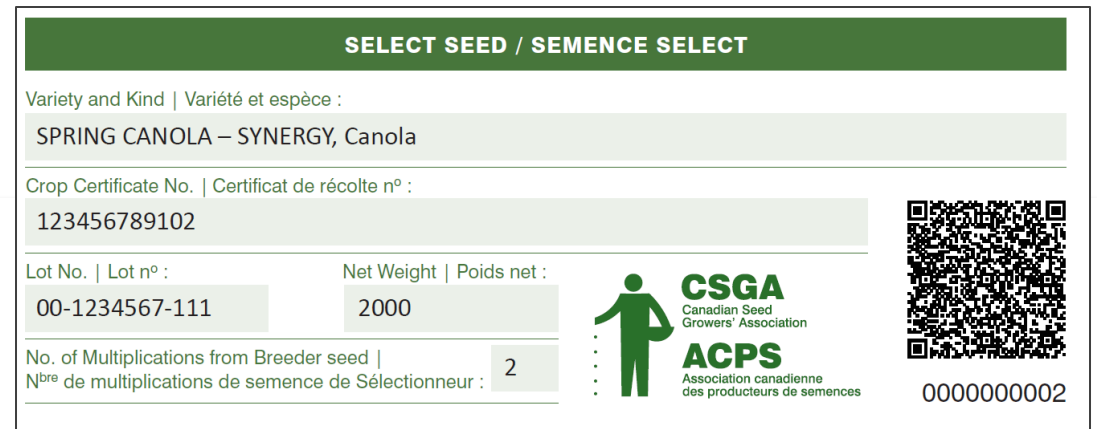 SELECT SEED / SEMENCE SELECT
Variety and Kind | Variété et espèce :
SPRING CANOLA – SYNERGY, Canola
Crop Certificate No. | Certificat de récolte nº :
123456789102
Lot No. | Lot nº :
00-1234567-111
Net Weight | Poids net :
2000
No. of Multiplications from Breeder seed |
Nbre de multiplications de semence de Sélectionneur :
2
CSGA
Canadian Seed
Growers' Association
ACPS
Association canadienne
des producteurs de semences
0000000002